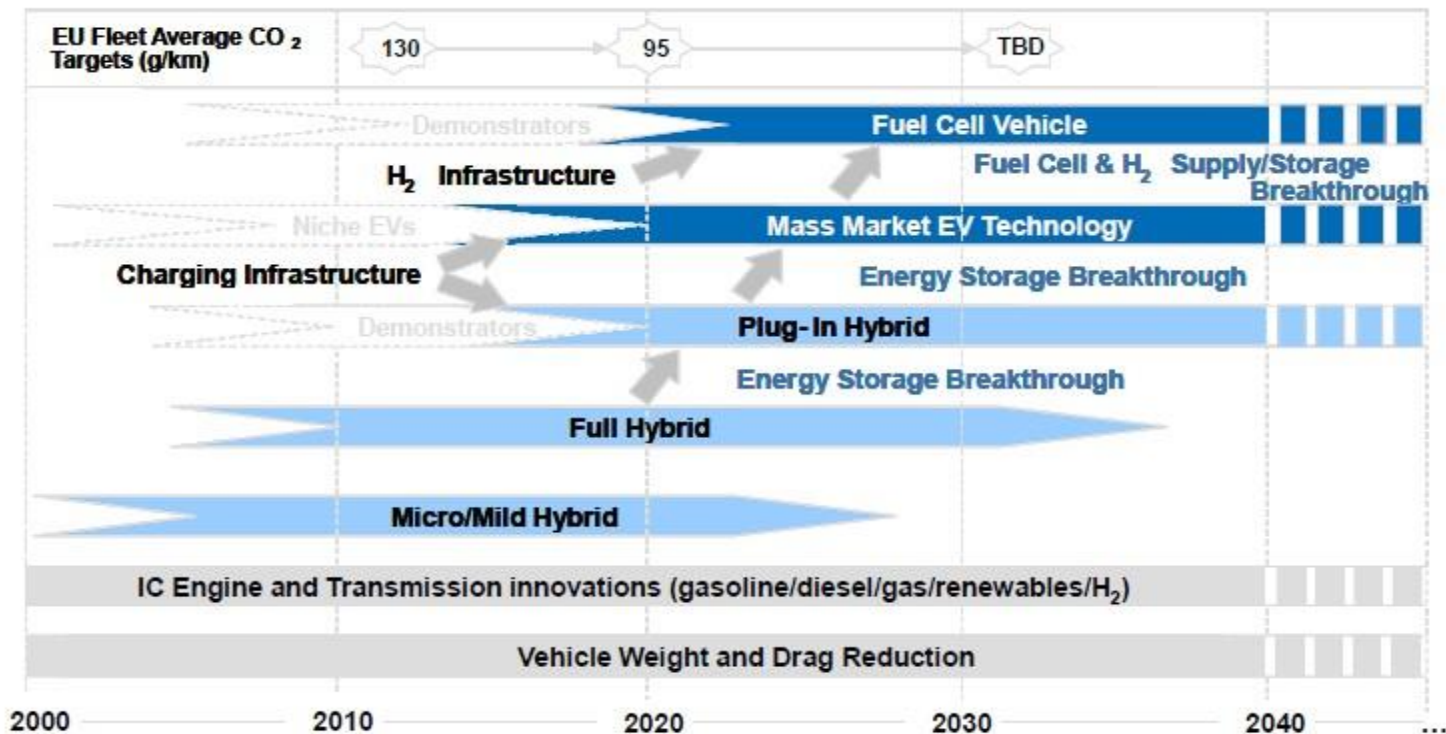 EU Fleet Average CO₂
Targets (g/km)
130
95
TBD
Demonstrators
Fuel Cell Vehicle
H₂ Infrastructure
Fuel Cell & H₂ Supply/Storage
Breakthrough
Niche EVs
Mass Market EV Technology
Charging Infrastructure
Energy Storage Breakthrough
Demonstrators
Plug-In Hybrid
Energy Storage Breakthrough
Full Hybrid
Micro/Mild Hybrid
IC Engine and Transmission innovations (gasoline/diesel/gas/renewables/H₂)
Vehicle Weight and Drag Reduction
2000
2010
2020
2030
2040
...